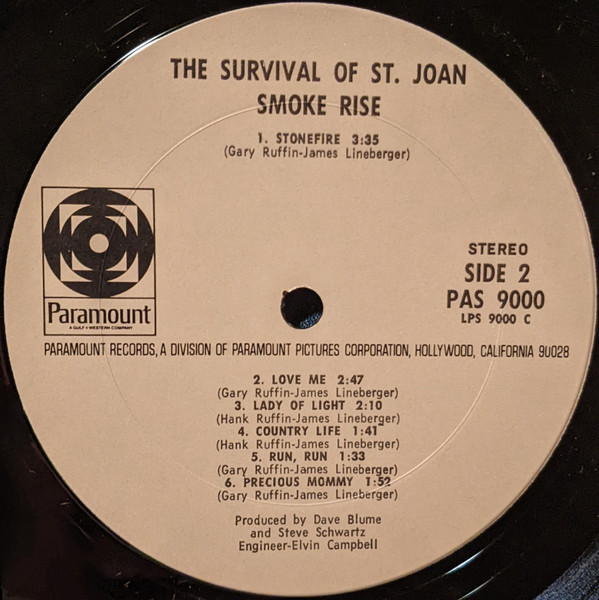 THE SURVIVAL OF ST. JOAN
SMOKE RISE
1. STONEFIRE 3:35
(Gary Ruffin-James Lineberger)
Paramount
A GULF + WESTERN COMPANY
STEREO
SIDE 2
PAS 9000
LPS 9000 C
PARAMOUNT RECORDS, A DIVISION OF PARAMOUNT PICTURES CORPORATION, HOLLYWOOD, CALIFORNIA 90028
2. LOVE ME 2:47
(Gary Ruffin-James Lineberger)
3. LADY OF LIGHT 2:10
(Hank Ruffin-James Lineberger)
4. COUNTRY LIFE 1:41
(Hank Ruffin-James Lineberger)
5. RUN, RUN 1:33
(Gary Ruffin-James Lineberger)
6. PRECIOUS MOMMY 1:52
(Gary Ruffin-James Lineberger)
Produced by Dave Blume
and Steve Schwartz
Engineer-Elvin Campbell